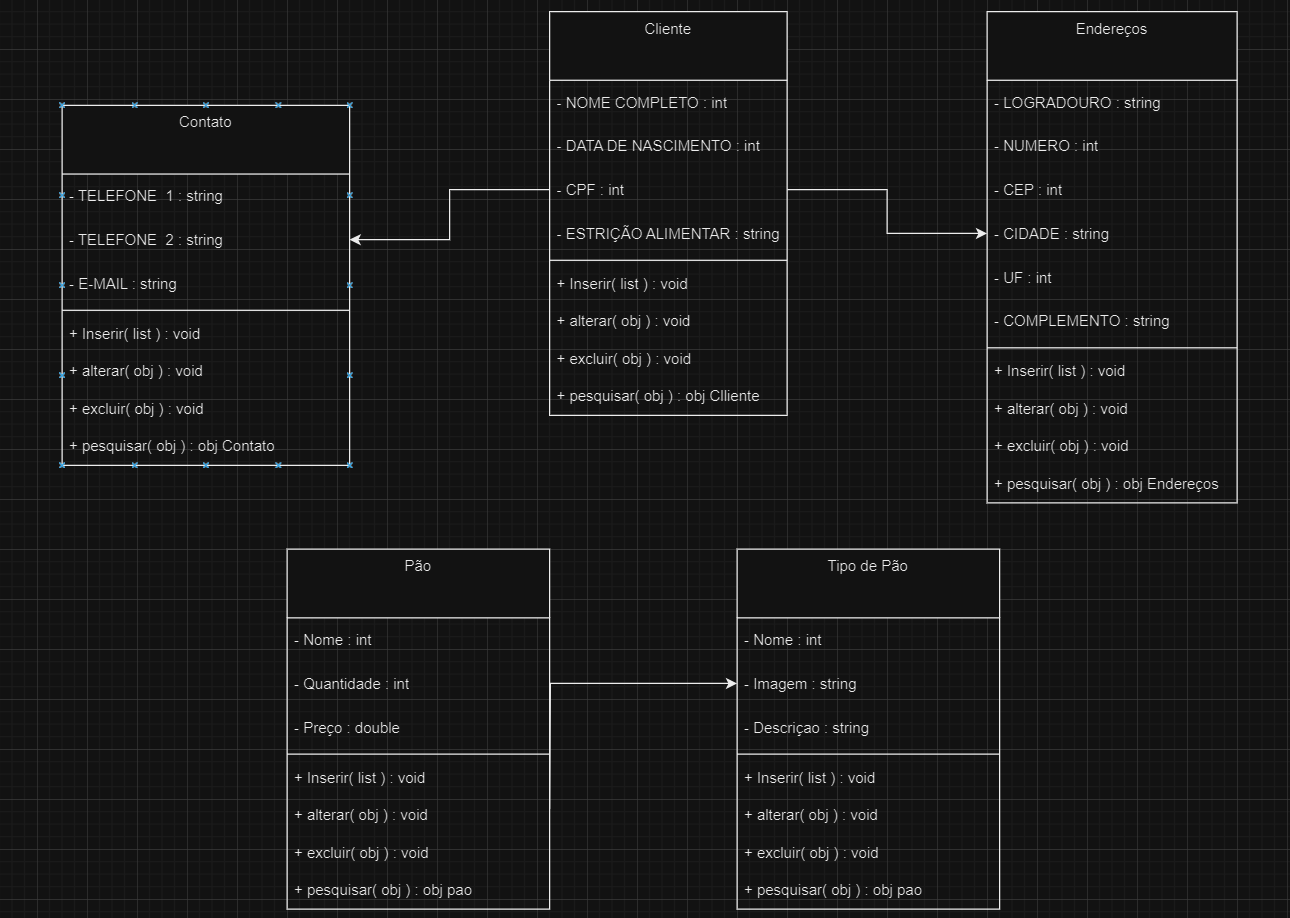 Cliente
- NOME COMPLETO : int
- DATA DE NASCIMENTO : int
- CPF : int
- ESTRIÇÃO ALIMENTAR : string
+ Inserir( list ) : void
+ alterar( obj ) : void
+ excluir( obj ) : void
+ pesquisar( obj ) : obj Clliente
Endereços
- LOGRADOURO : string
- NUMERO : int
- CEP : int
- CIDADE : string
- UF : int
- COMPLEMENTO : string
+ Inserir( list ) : void
+ alterar( obj ) : void
+ excluir( obj ) : void
+ pesquisar( obj ) : obj Endereços
Contato
- TELEFONE  1 : string
- TELEFONE  2 : string
- E-MAIL : string
+ Inserir( list ) : void
+ alterar( obj ) : void
+ excluir( obj ) : void
+ pesquisar( obj ) : obj Contato
Pão
- Nome : int
- Quantidade : int
- Preço : double
+ Inserir( list ) : void
+ alterar( obj ) : void
+ excluir( obj ) : void
+ pesquisar( obj ) : obj pao
Tipo de Pão
- Nome : int
- Imagem : string
- Descriçao : string
+ Inserir( list ) : void
+ alterar( obj ) : void
+ excluir( obj ) : void
+ pesquisar( obj ) : obj pao